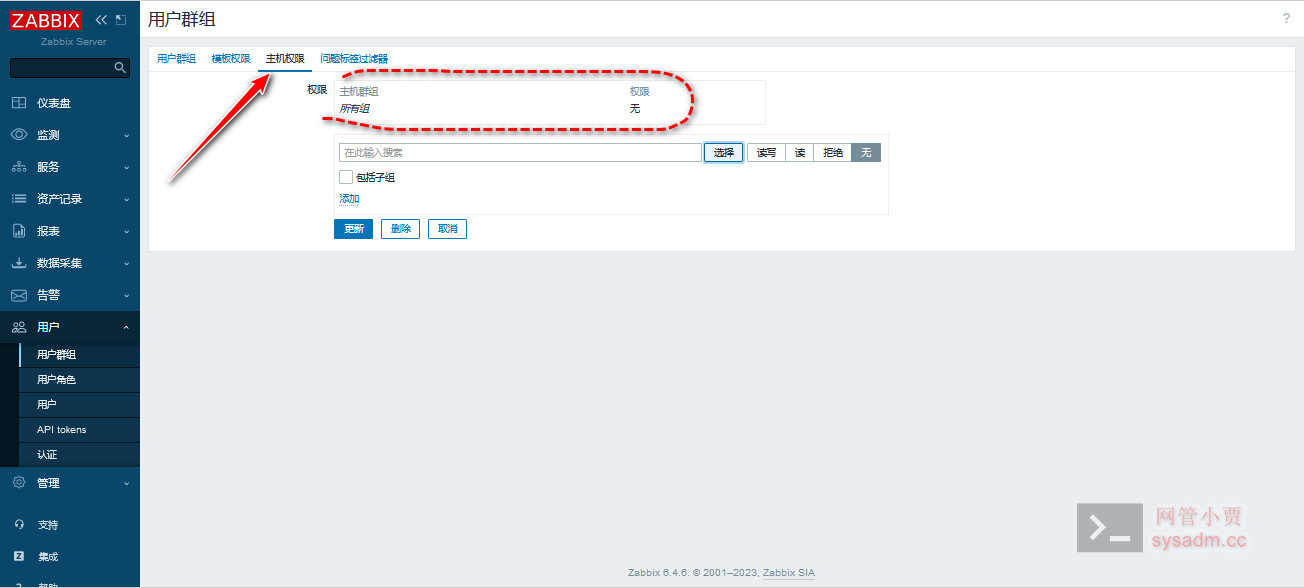 ZABBIX
Zabbix Server
仪表盘
监测
服务
资产记录
报表
数据采集
告警
用户
用户群组
用户角色
用户
API tokens
认证
管理
支持
集成
帮助
用户群组
?
用户群组 模板权限 主机权限 问题标签过滤器
权限 主机群组 权限
所有组 无
在此输入搜索 选择 读写 读 拒绝 无
包括子组
添加
更新 删除 取消
网管小贾
sysadm.cc
Zabbix 6.4.6. © 2001–2023, Zabbix SIA